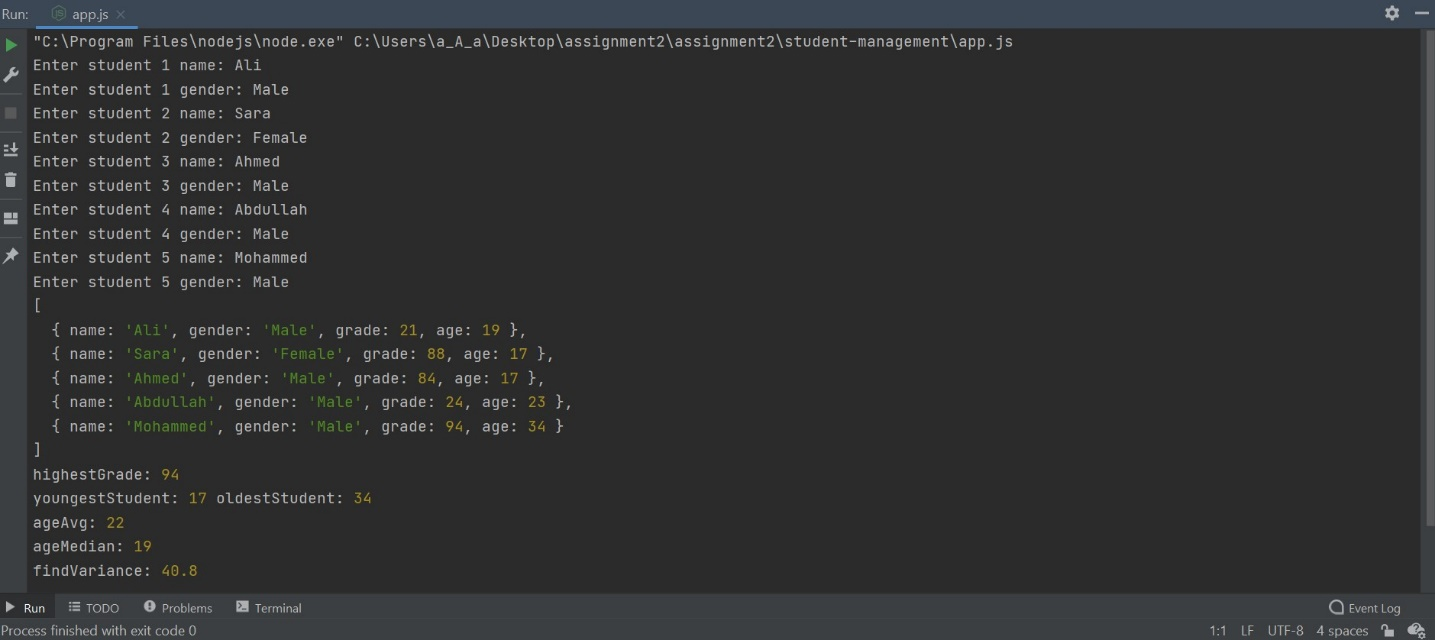 Run: app.js
"C:\Program Files\nodejs\node.exe" C:\Users\a_A_a\Desktop\assignment2\assignment2\student-management\app.js
Enter student 1 name: Ali
Enter student 1 gender: Male
Enter student 2 name: Sara
Enter student 2 gender: Female
Enter student 3 name: Ahmed
Enter student 3 gender: Male
Enter student 4 name: Abdullah
Enter student 4 gender: Male
Enter student 5 name: Mohammed
Enter student 5 gender: Male
[
  { name: 'Ali', gender: 'Male', grade: 21, age: 19 },
  { name: 'Sara', gender: 'Female', grade: 88, age: 17 },
  { name: 'Ahmed', gender: 'Male', grade: 84, age: 17 },
  { name: 'Abdullah', gender: 'Male', grade: 24, age: 23 },
  { name: 'Mohammed', gender: 'Male', grade: 94, age: 34 }
]
highestGrade: 94
youngestStudent: 17 oldestStudent: 34
ageAvg: 22
ageMedian: 19
findVariance: 40.8
Run TODO Problems Terminal Event Log
Process finished with exit code 0 1:1 LF UTF-8 4 spaces